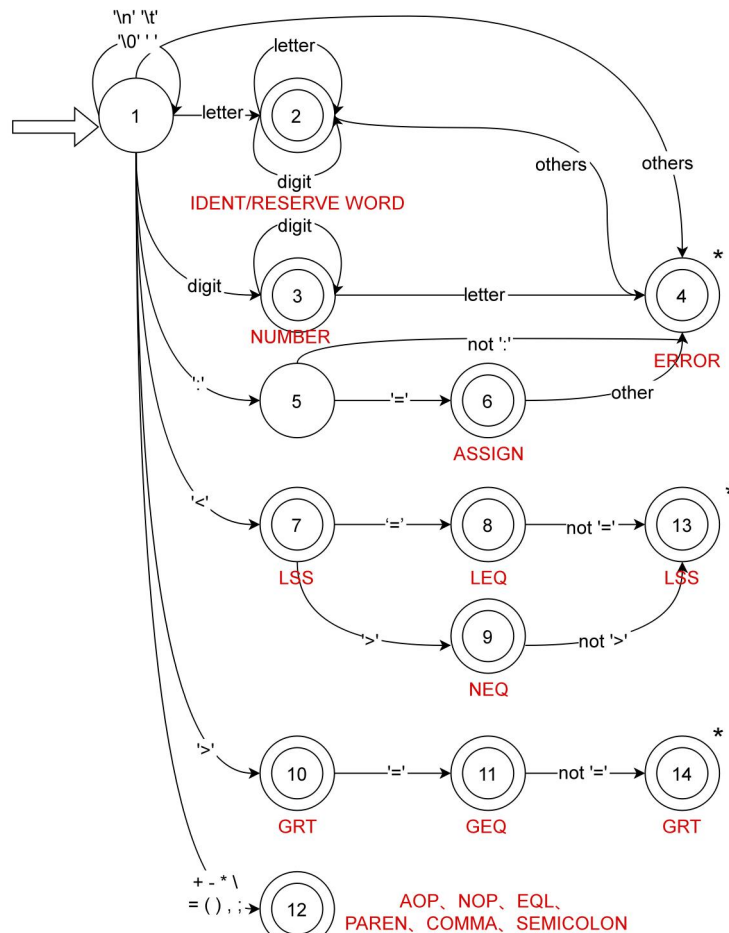 '\n' '\t'
'\0' ' '
1
letter
letter
2
digit
IDENT/RESERVE WORD
others
others
digit
digit
3
NUMBER
letter
*
4
ERROR
not ':'
':'
5
'='
6
ASSIGN
other
'<'
7
LSS
‘=’
8
LEQ
not '='
*
13
LSS
'>'
9
NEQ
not '>'
'>'
10
GRT
'='
11
GEQ
not '='
*
14
GRT
+ - * \
= ( ) , ;
12
AOP、NOP、EQL、
PAREN、COMMA、SEMICOLON